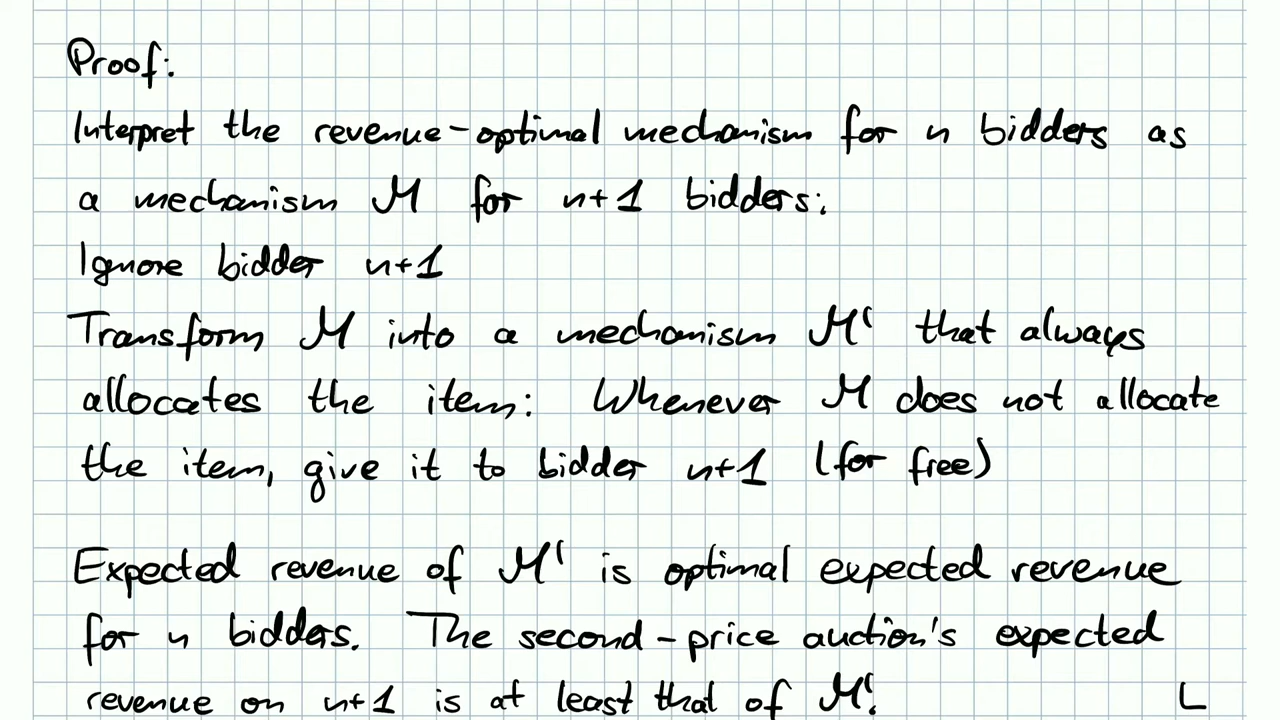 Proof:
Interpret the revenue-optimal mechanism for n bidders as
a mechanism M for n+1 bidders:
Ignore bidder n+1
Transform M into a mechanism M' that always
allocates the item: Whenever M does not allocate
the item, give it to bidder n+1 (for free)
Expected revenue of M' is optimal expected revenue
for n bidders. The second-price auction's expected
revenue on n+1 is at least that of M'.